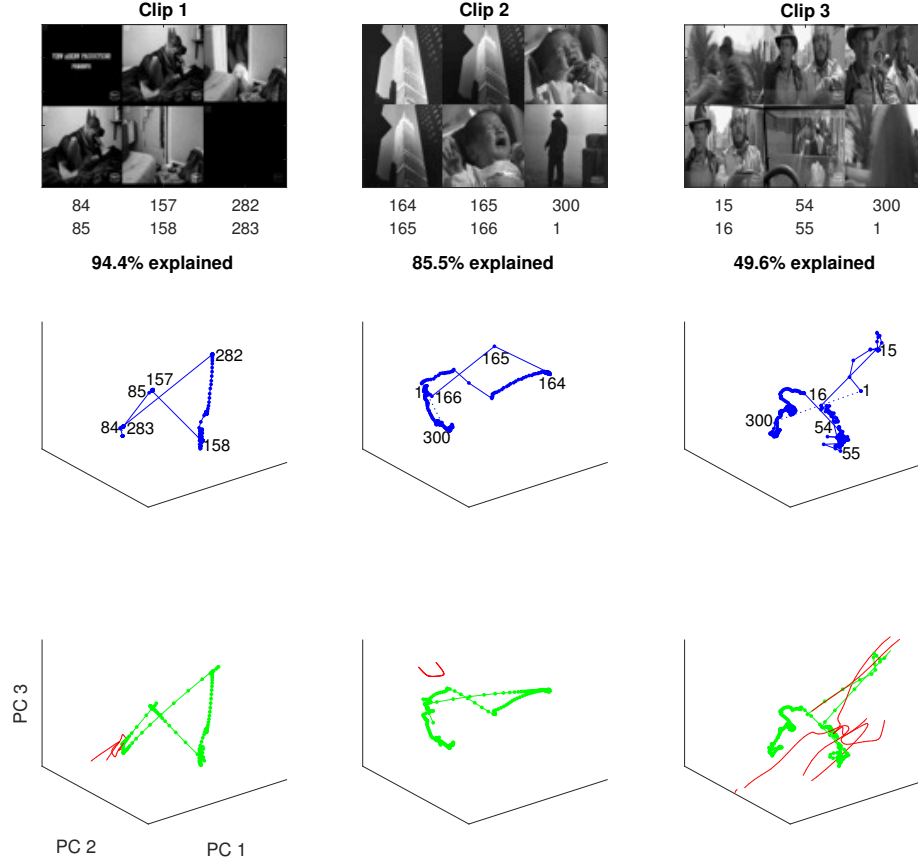 Clip 1 Clip 2 Clip 3
84 157 282 164 165 300 15 54 300
85 158 283 165 166 1 16 55 1
94.4% explained 85.5% explained 49.6% explained
282
157
85
84 283
158
165
164
1 166
300
15
1
16
300
54
55
PC 3
PC 2
PC 1